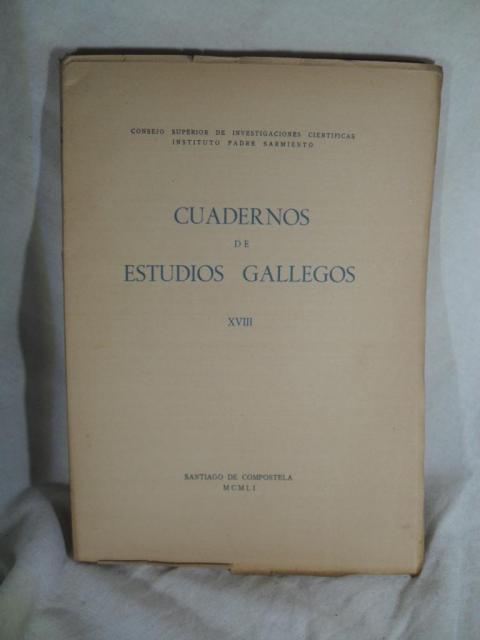 CONSEJO SUPERIOR DE INVESTIGACIONES CIENTIFICAS
INSTITUTO PADRE SARMIENTO
CUADERNOS
DE
ESTUDIOS GALLEGOS
XVIII
SANTIAGO DE COMPOSTELA
MCMLI